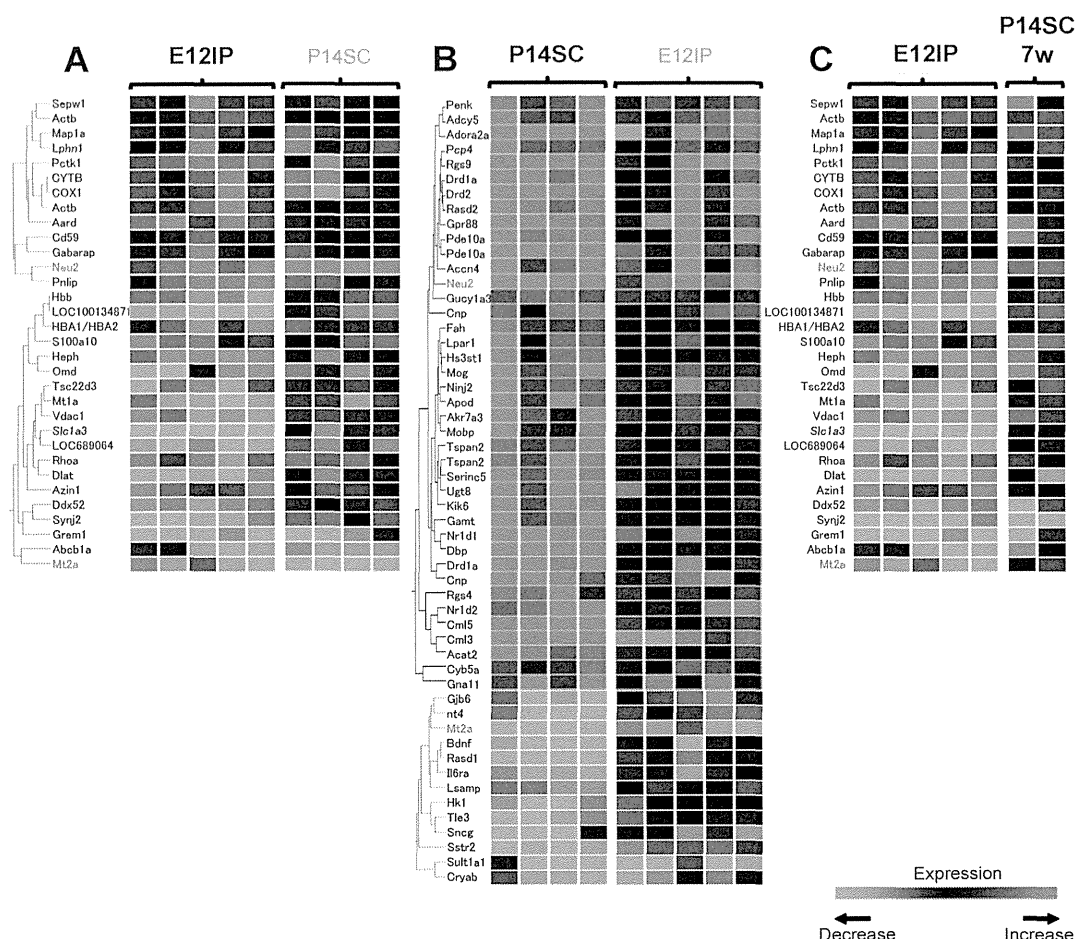 A
E12IP
P14SC
Sepw1
Actb
Map1a
Lphn1
Pctk1
CYTB
COX1
Actb
Aard
Cd59
Gabarap
Neu2
Pnlip
Hbb
LOC100134871
HBA1/HBA2
S100a10
Heph
Omd
Tsc22d3
Mt1a
Vdac1
Slc1a3
LOC689064
Rhoa
Dlat
Azin1
Ddx52
Synj2
Grem1
Abcb1a
Mt2a
B
P14SC
E12IP
Penk
Adcy5
Adora2a
Pcp4
Rgs9
Drd1a
Drd2
Rasd2
Gpr88
Pde10a
Pde10a
Accn4
Neu2
Gucy1a3
Cnp
Fah
Lpar1
Hs3st1
Mog
Ninj2
Apod
Akr7a3
Mobp
Tspan2
Tspan2
Serinc5
Ugt8
Klk6
Gamt
Nr1d1
Dbp
Drd1a
Cnp
Rgs4
Nr1d2
Cml5
Cml3
Acat2
Cyb5a
Gna11
Gjb6
nt4
Mt2a
Bdnf
Rasd1
Il6ra
Lsamp
Hk1
Tle3
Sncg
Sstr2
Sult1a1
Cryab
C
E12IP
P14SC
7w
Sepw1
Actb
Map1a
Lphn1
Pctk1
CYTB
COX1
Actb
Aard
Cd59
Gabarap
Neu2
Pnlip
Hbb
LOC100134871
HBA1/HBA2
S100a10
Heph
Omd
Tsc22d3
Mt1a
Vdac1
Slc1a3
LOC689064
Rhoa
Dlat
Azin1
Ddx52
Synj2
Grem1
Abcb1a
Mt2a
Expression
Decrease
Increase